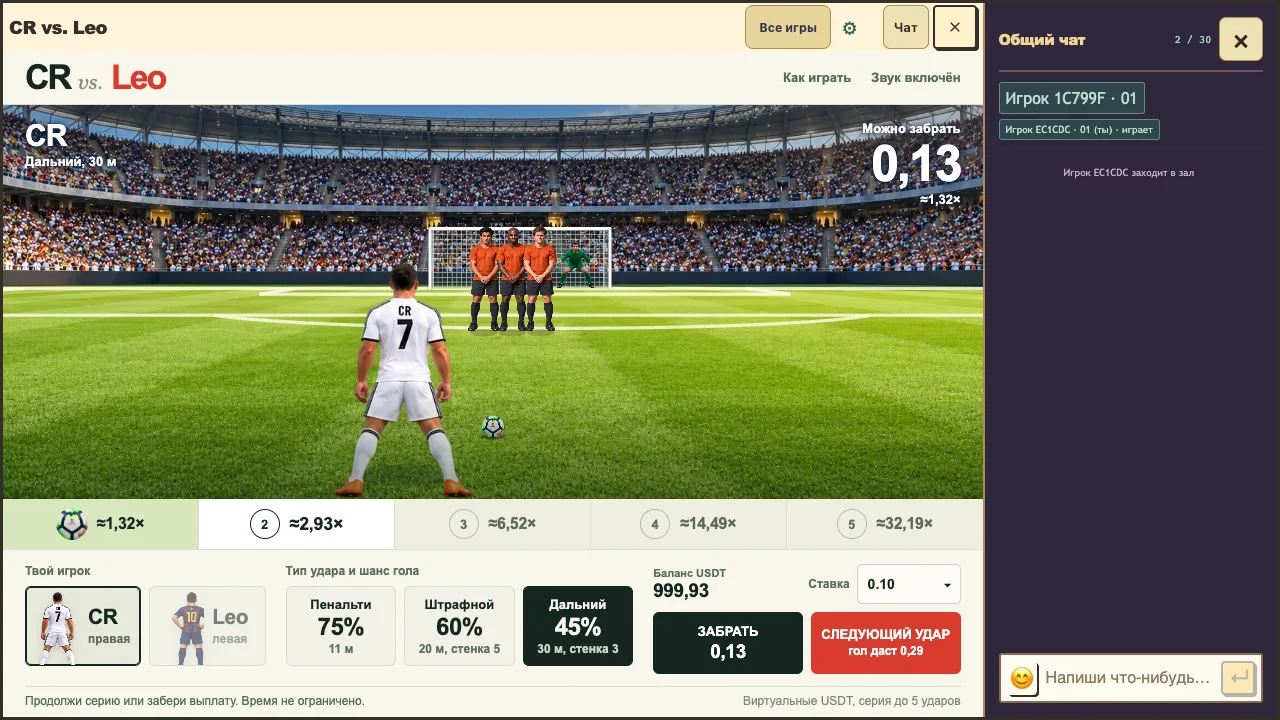 CR vs. Leo
Все игры
Чат
CR vs. Leo
Как играть
Звук включён
CR
Дальний, 30 м
Можно забрать
0,13
≈1,32×
CR
7
≈1,32×
2 ≈2,93×
3 ≈6,52×
4 ≈14,49×
5 ≈32,19×
Твой игрок
CR
правая
Leo
левая
Тип удара и шанс гола
Пенальти
75%
11 м
Штрафной
60%
20 м, стенка 5
Дальний
45%
30 м, стенка 3
Баланс USDT
999,93
Ставка
0.10
ЗАБРАТЬ
0,13
СЛЕДУЮЩИЙ УДАР
гол даст 0,29
Продолжи серию или забери выплату. Время не ограничено.
Виртуальные USDT, серия до 5 ударов
Общий чат
2 / 30
Игрок 1C799F · 01
Игрок EC1CDC · 01 (ты) · играет
Игрок EC1CDC заходит в зал
Напиши что-нибудь...